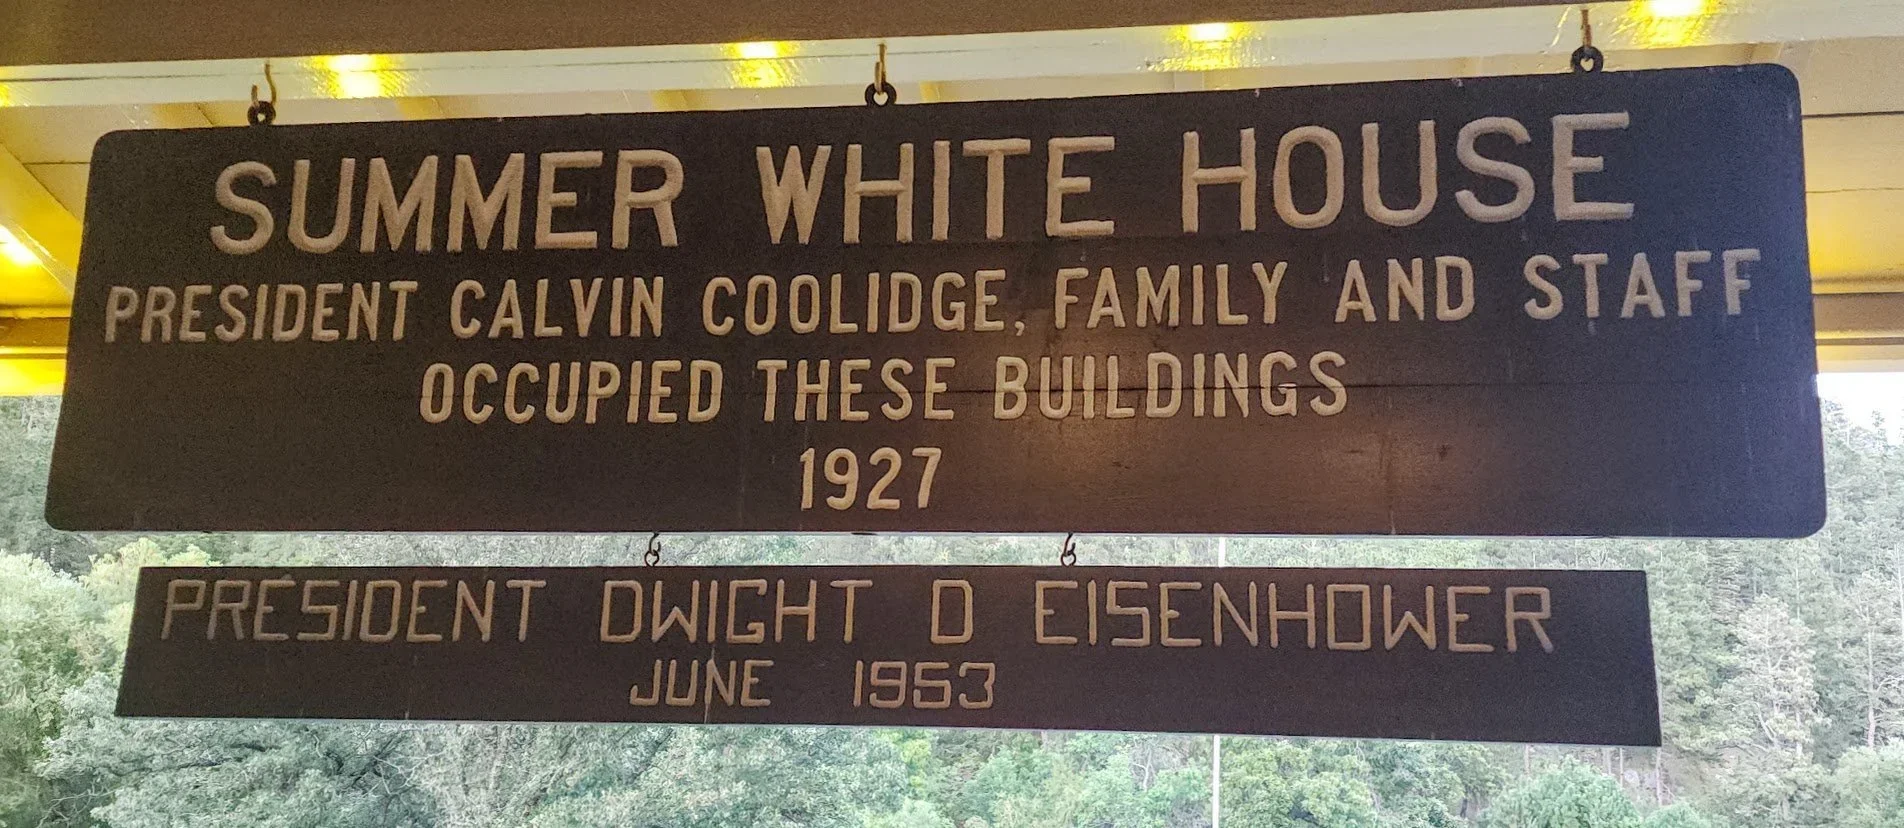 SUMMER WHITE HOUSE
PRESIDENT CALVIN COOLIDGE, FAMILY AND STAFF
OCCUPIED THESE BUILDINGS
1927
PRESIDENT DWIGHT D EISENHOWER
JUNE 1953